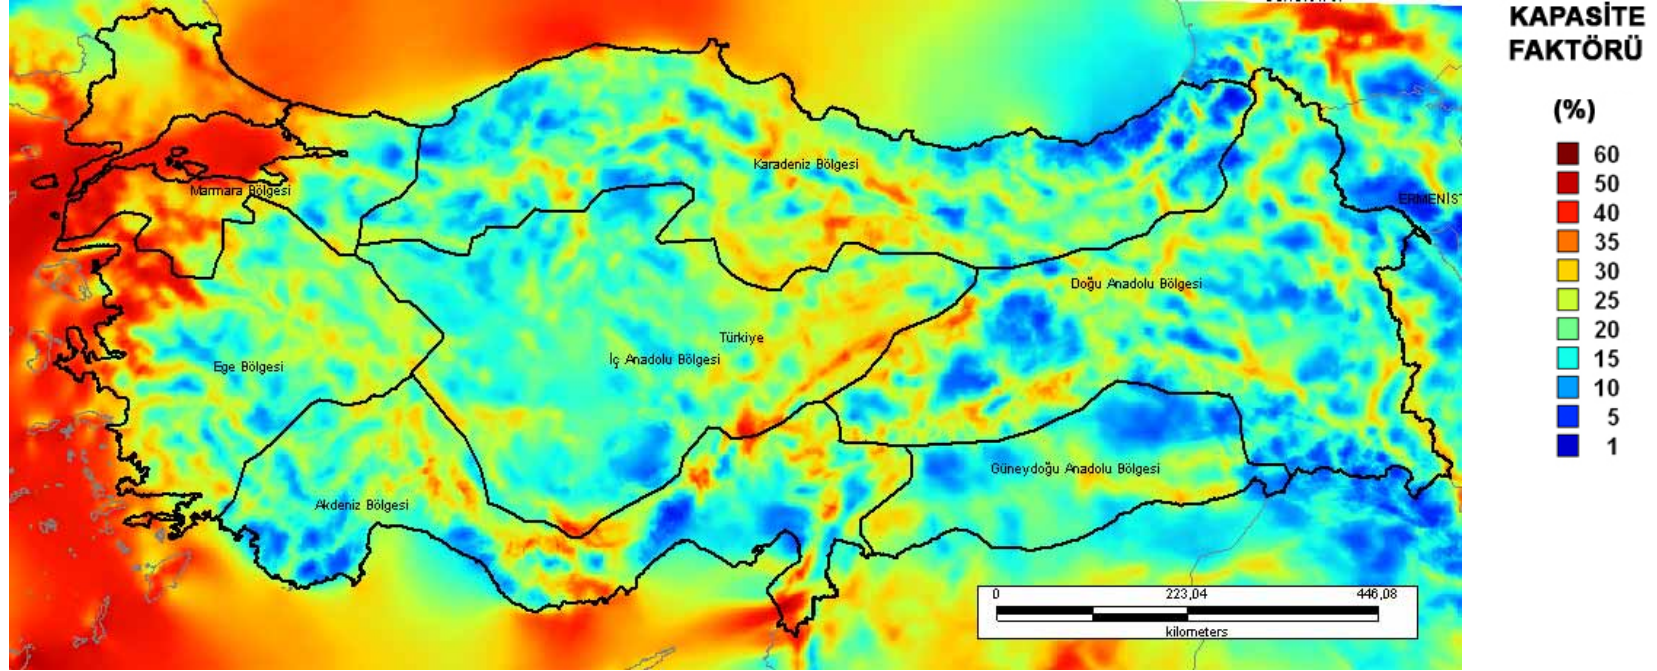 KAPASİTE
FAKTÖRÜ
(%)
60
50
40
35
30
25
20
15
10
5
1
Karadeniz Bölgesi
Marmara Bölgesi
ERMENİST
Doğu Anadolu Bölgesi
Türkiye
İç Anadolu Bölgesi
Ege Bölgesi
Güneydoğu Anadolu Bölgesi
Akdeniz Bölgesi
0 223,04 446,08
kilometers